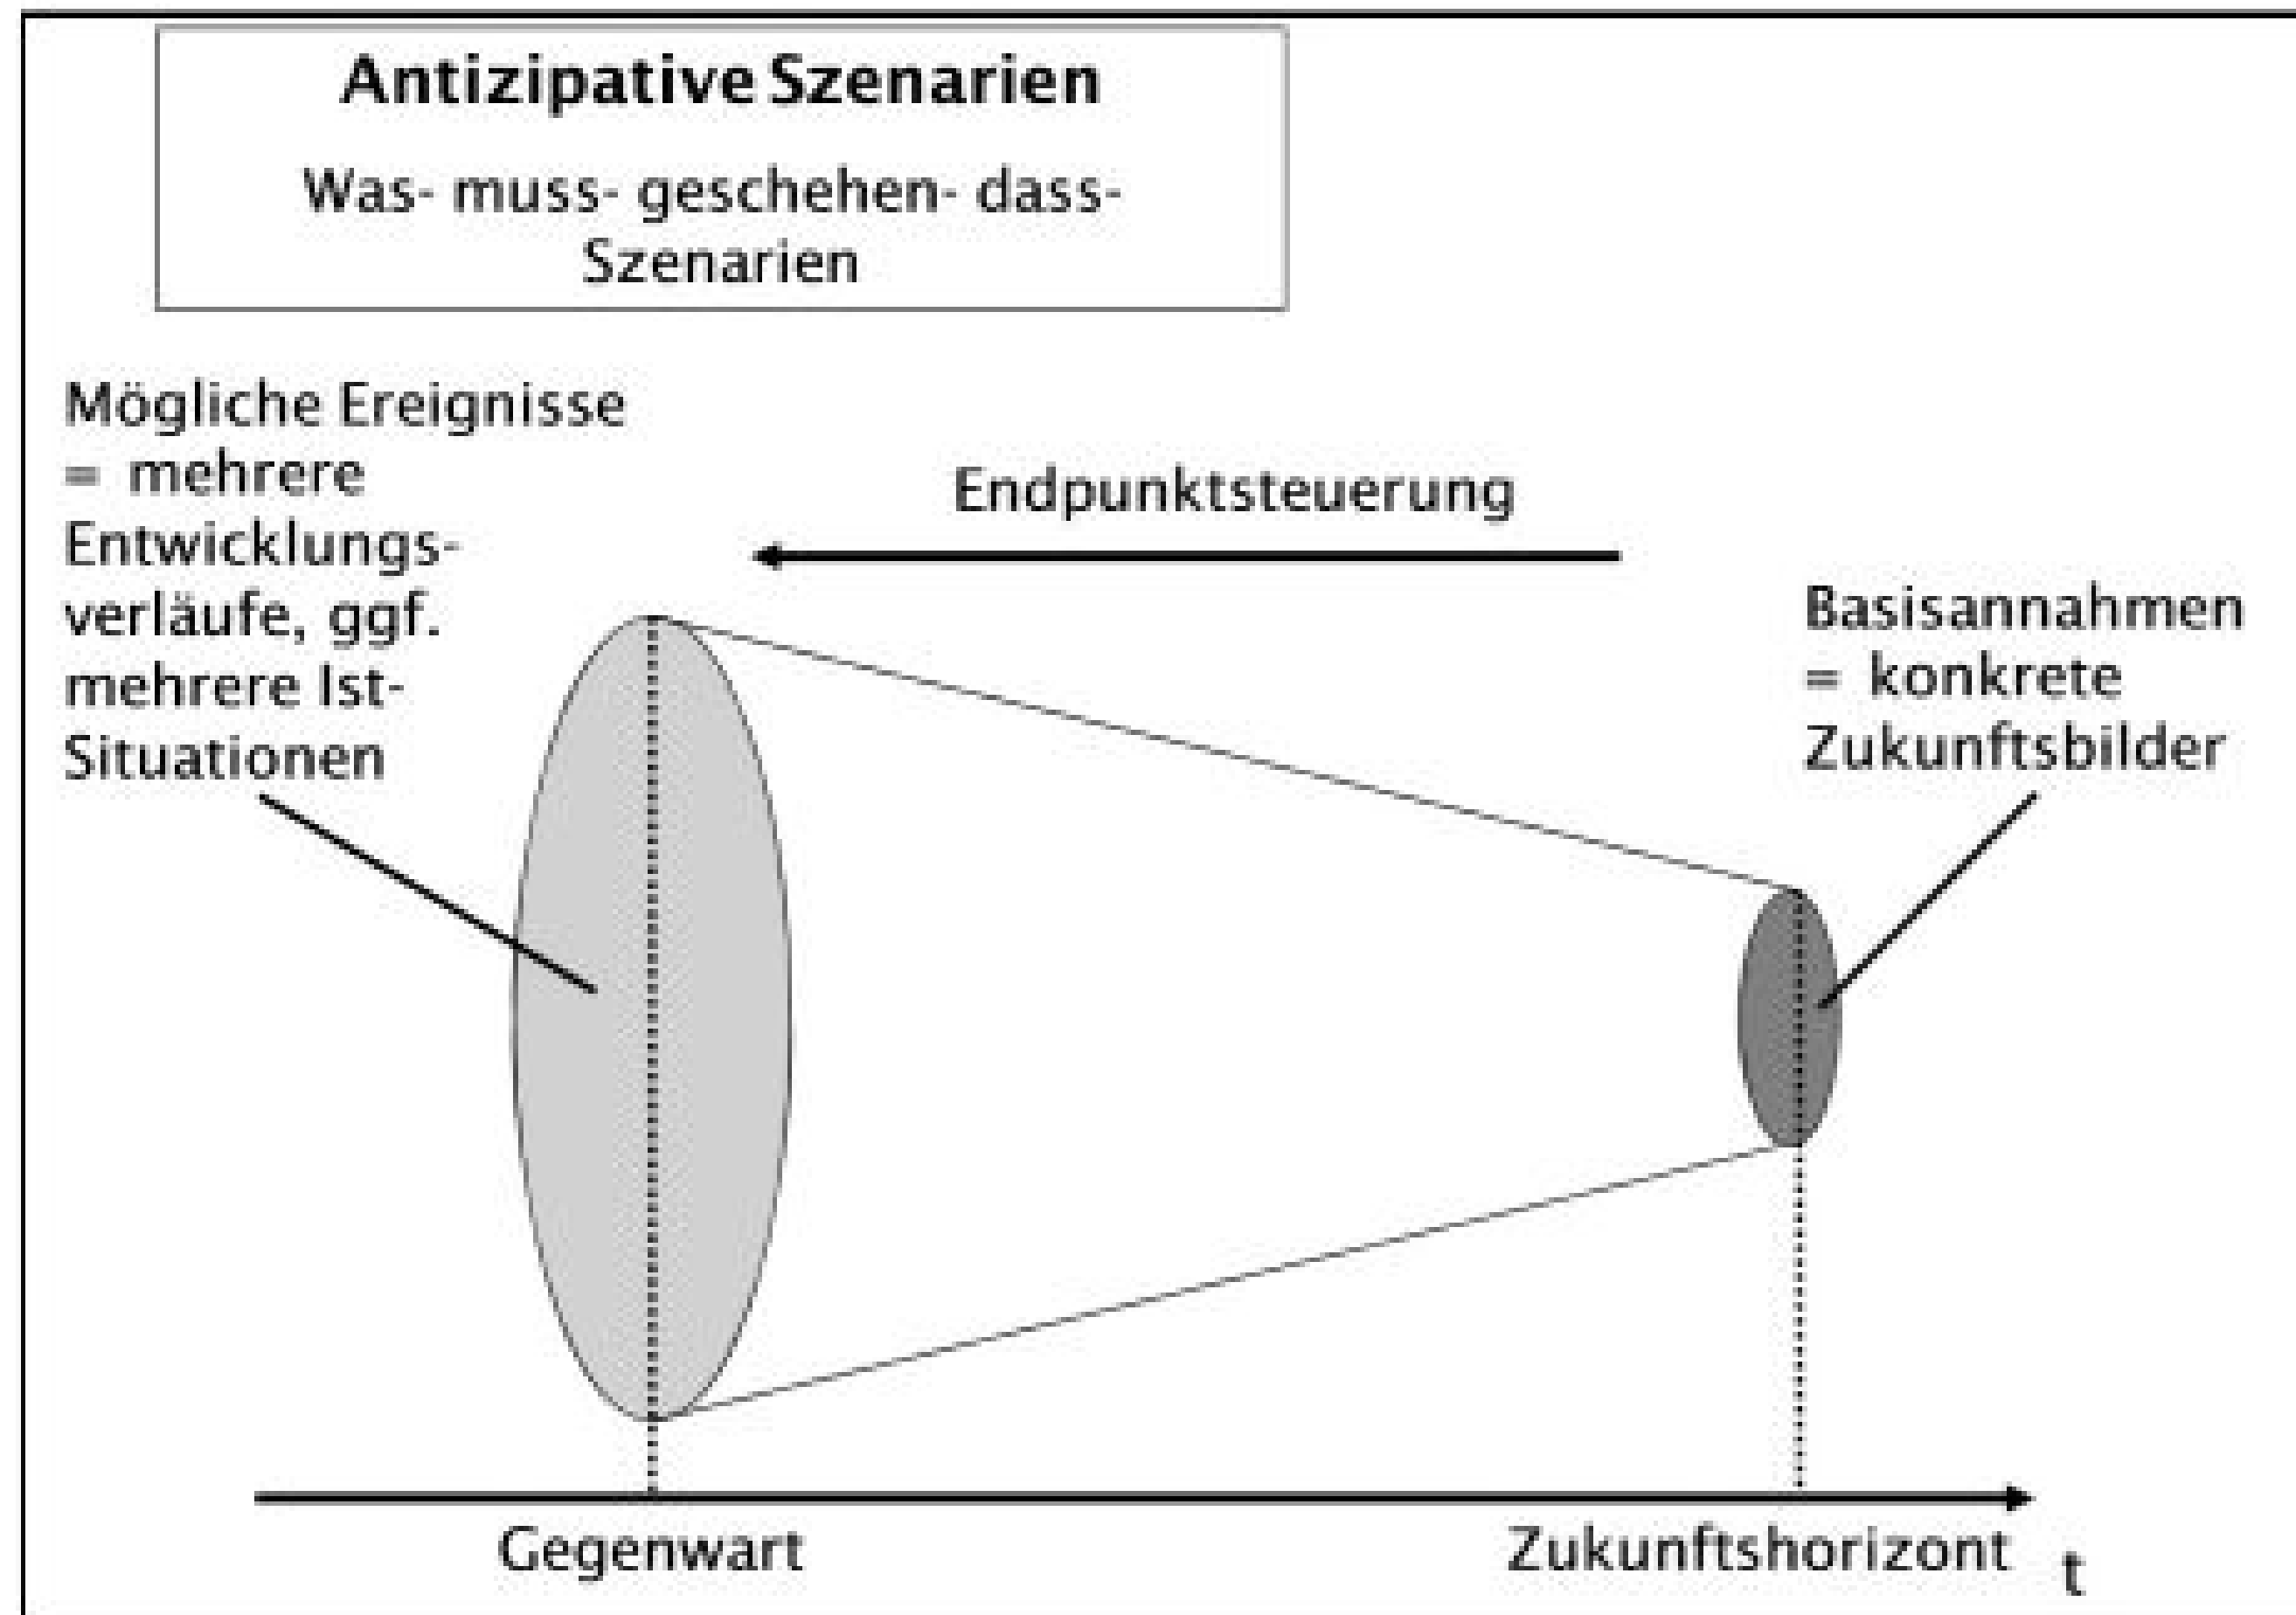 Antizipative Szenarien
Was- muss- geschehen- dass-
Szenarien
Mögliche Ereignisse
= mehrere
Entwicklungs-
verläufe, ggf.
mehrere Ist-
Situationen
Endpunktsteuerung
Basisannahmen
= konkrete
Zukunftsbilder
Gegenwart
Zukunftshorizont
t